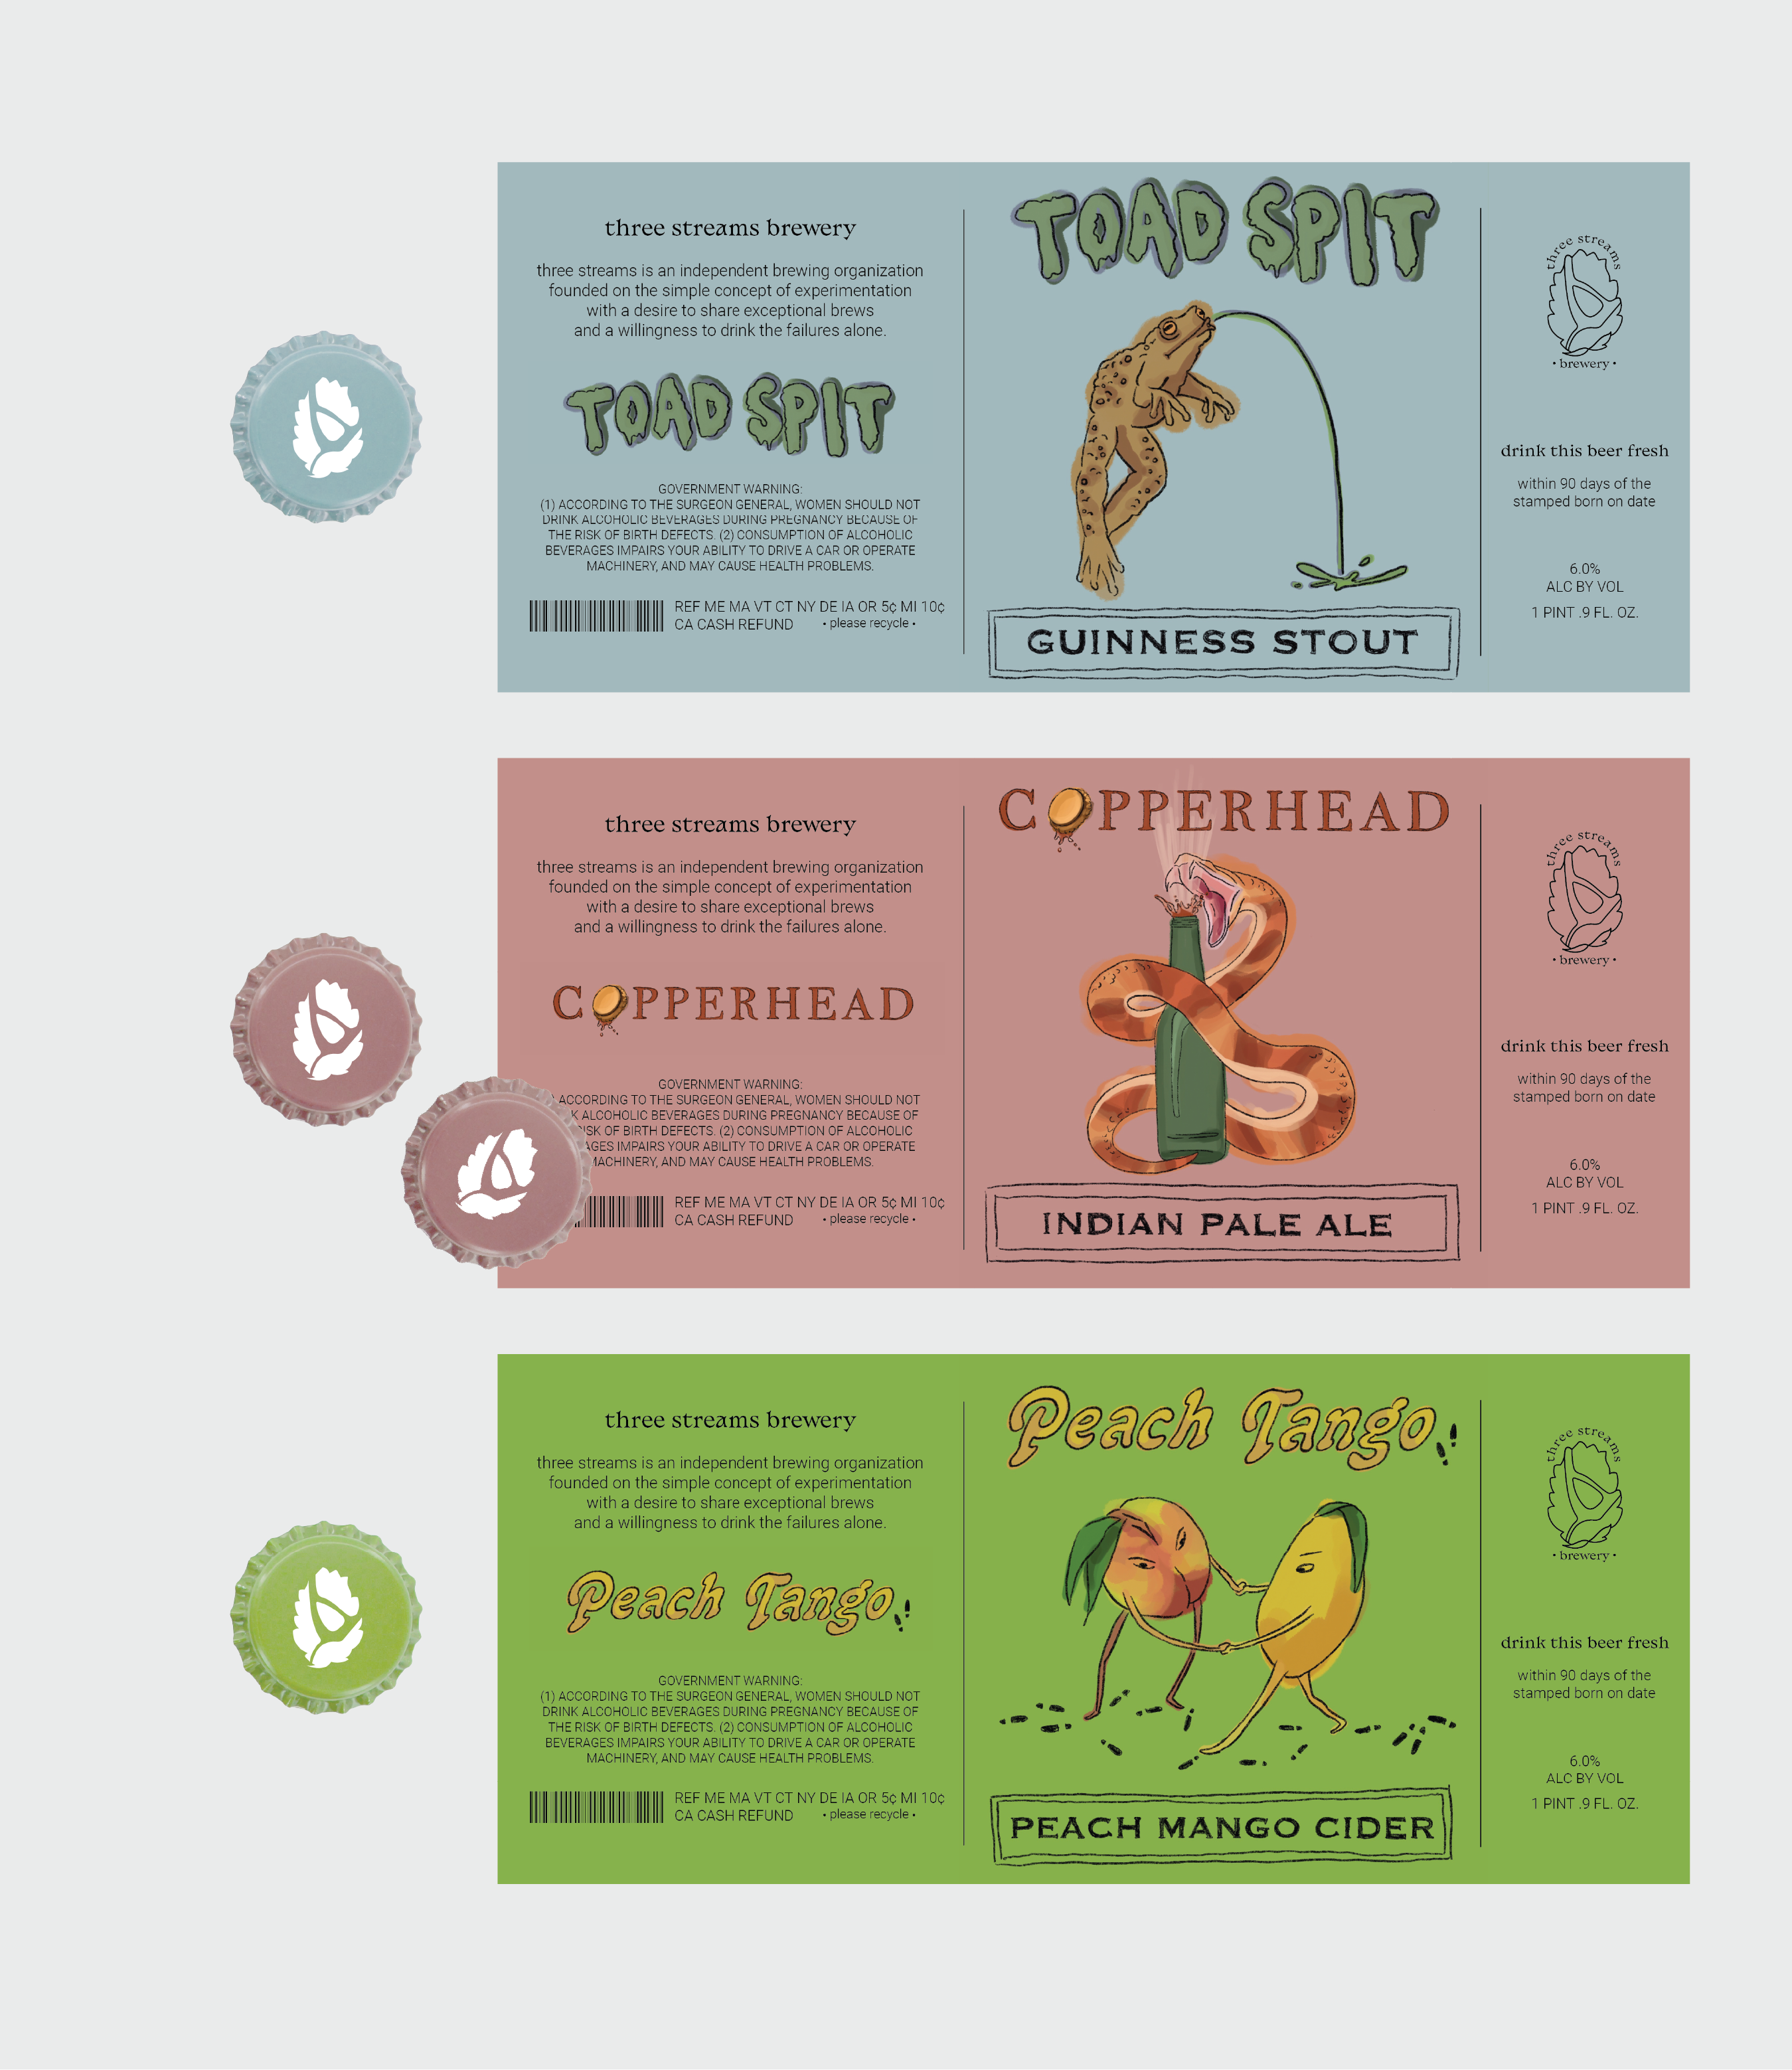 three streams brewery
three streams is an independent brewing organization
founded on the simple concept of experimentation
with a desire to share exceptional brews
and a willingness to drink the failures alone.
TOAD SPIT
GOVERNMENT WARNING:
(1) ACCORDING TO THE SURGEON GENERAL, WOMEN SHOULD NOT
DRINK ALCOHOLIC BEVERAGES DURING PREGNANCY BECAUSE OF
THE RISK OF BIRTH DEFECTS. (2) CONSUMPTION OF ALCOHOLIC
BEVERAGES IMPAIRS YOUR ABILITY TO DRIVE A CAR OR OPERATE
MACHINERY, AND MAY CAUSE HEALTH PROBLEMS.
REF ME MA VT CT NY DE IA OR 5¢ MI 10¢
CA CASH REFUND • please recycle •
TOAD SPIT
GUINNESS STOUT
three streams
• brewery •
drink this beer fresh
within 90 days of the
stamped born on date
6.0%
ALC BY VOL
1 PINT .9 FL. OZ.
three streams brewery
three streams is an independent brewing organization
founded on the simple concept of experimentation
with a desire to share exceptional brews
and a willingness to drink the failures alone.
COPPERHEAD
GOVERNMENT WARNING:
ACCORDING TO THE SURGEON GENERAL, WOMEN SHOULD NOT
ALCOHOLIC BEVERAGES DURING PREGNANCY BECAUSE OF
OF BIRTH DEFECTS. (2) CONSUMPTION OF ALCOHOLIC
IMPAIRS YOUR ABILITY TO DRIVE A CAR OR OPERATE
MACHINERY, AND MAY CAUSE HEALTH PROBLEMS.
REF ME MA VT CT NY DE IA OR 5¢ MI 10¢
CA CASH REFUND • please recycle •
COPPERHEAD
INDIAN PALE ALE
three streams
• brewery •
drink this beer fresh
within 90 days of the
stamped born on date
6.0%
ALC BY VOL
1 PINT .9 FL. OZ.
three streams brewery
three streams is an independent brewing organization
founded on the simple concept of experimentation
with a desire to share exceptional brews
and a willingness to drink the failures alone.
Peach Tango
GOVERNMENT WARNING:
(1) ACCORDING TO THE SURGEON GENERAL, WOMEN SHOULD NOT
DRINK ALCOHOLIC BEVERAGES DURING PREGNANCY BECAUSE OF
THE RISK OF BIRTH DEFECTS. (2) CONSUMPTION OF ALCOHOLIC
BEVERAGES IMPAIRS YOUR ABILITY TO DRIVE A CAR OR OPERATE
MACHINERY, AND MAY CAUSE HEALTH PROBLEMS.
REF ME MA VT CT NY DE IA OR 5¢ MI 10¢
CA CASH REFUND • please recycle •
Peach Tango
PEACH MANGO CIDER
three streams
• brewery •
drink this beer fresh
within 90 days of the
stamped born on date
6.0%
ALC BY VOL
1 PINT .9 FL. OZ.